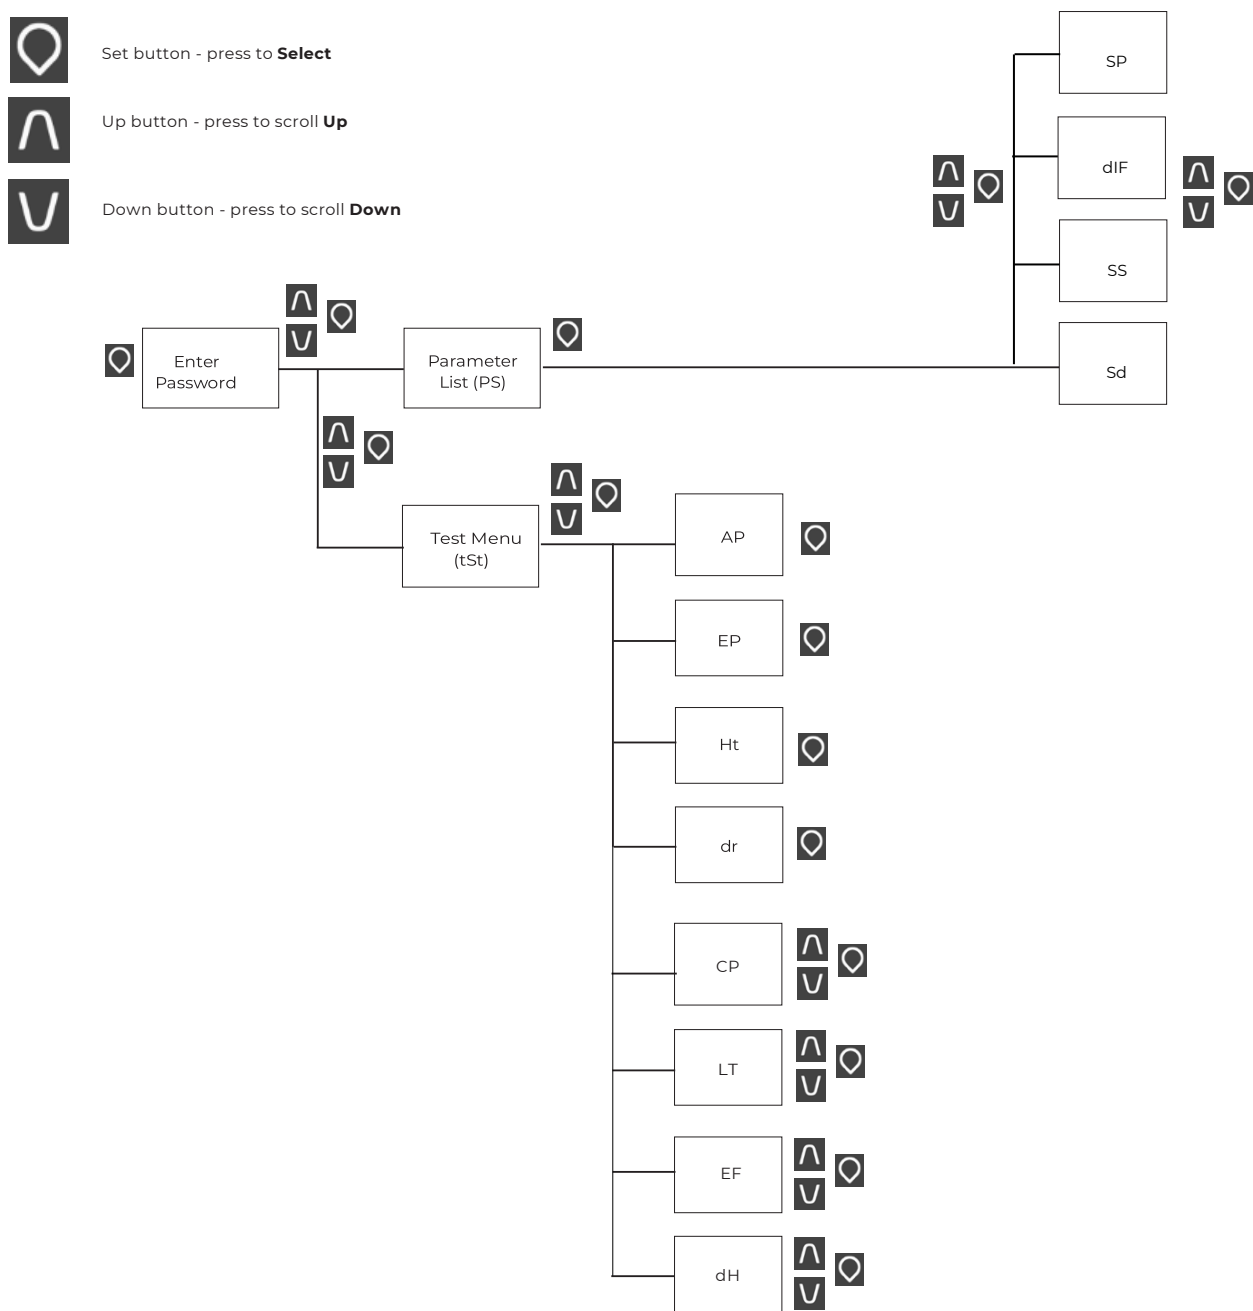 Set button - press to Select
Up button - press to scroll Up
Down button - press to scroll Down
SP
dIF
SS
Sd
Enter
Password
Parameter
List (PS)
Test Menu
(tSt)
AP
EP
Ht
dr
CP
LT
EF
dH